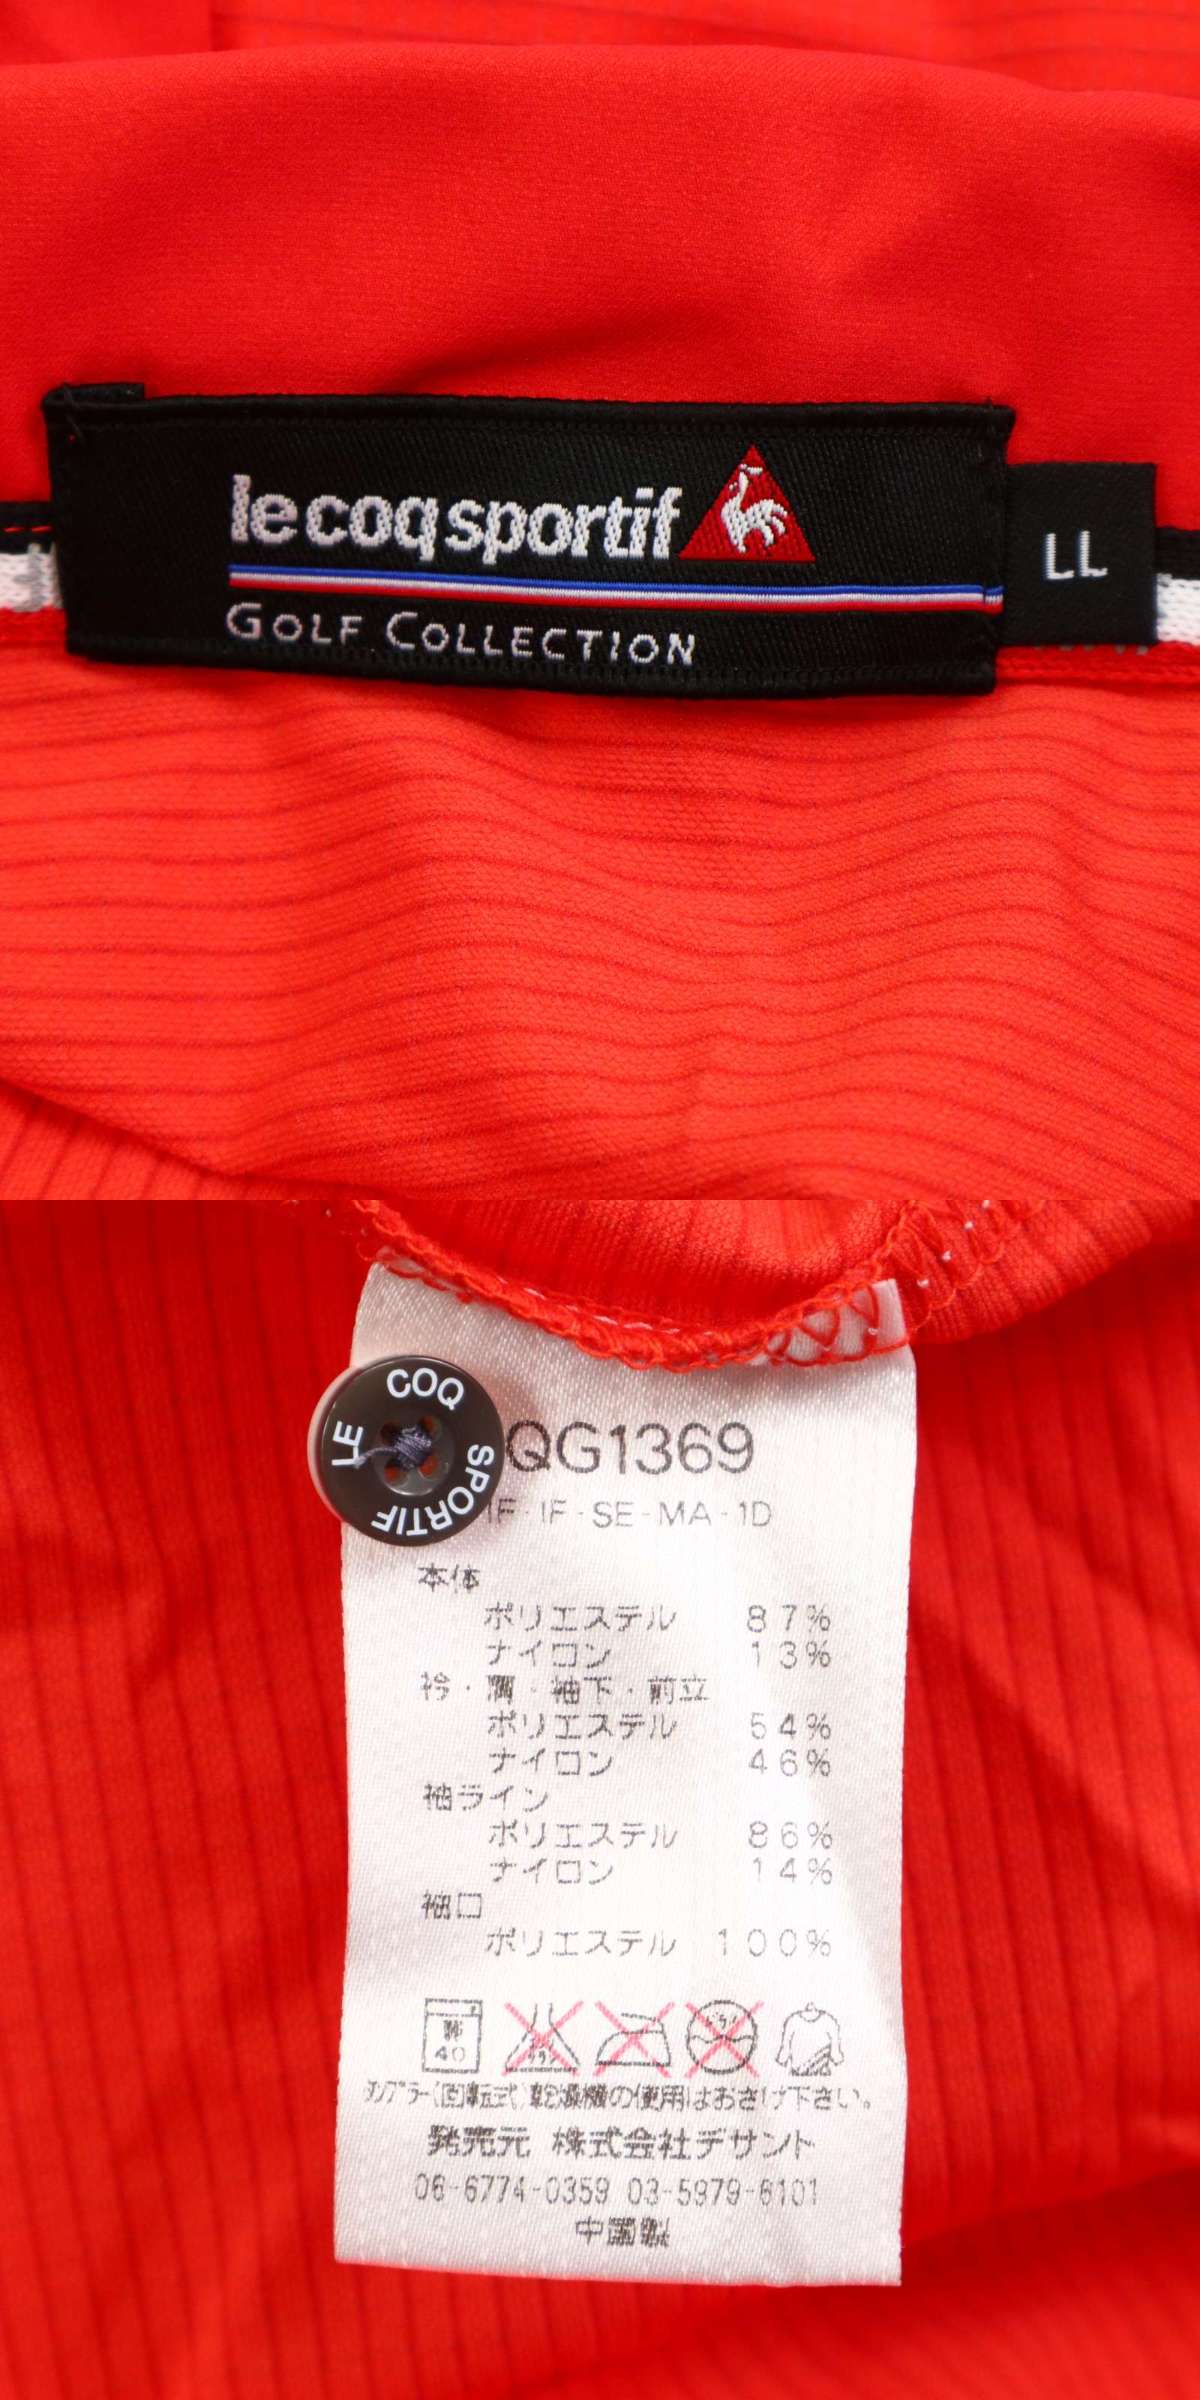 le coq sportif
LL
GOLF COLLECTION
LE COQ SPORTIF
QG1369
IF-SE-MA-1D
本体
ポリエステル 87%
ナイロン 13%
衿・肩・袖下・前立
ポリエステル 54%
ナイロン 46%
袖ライン
ポリエステル 86%
ナイロン 14%
袖口
ポリエステル 100%
40
タンブラー(回転式)乾燥機の使用はおさけ下さい。
発売元 株式会社デサント
06-6774-0359 03-5979-6101
中国製